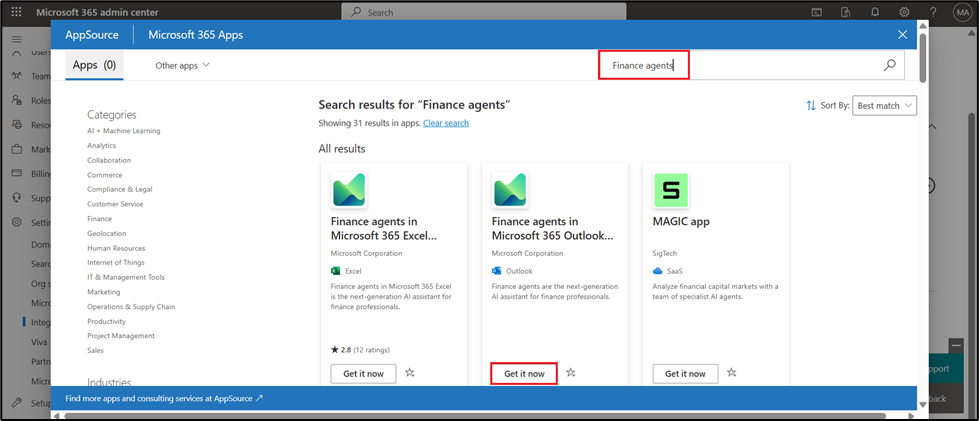 Microsoft 365 admin center
Search
?
MA
AppSource
Microsoft 365 Apps
Apps (0)
Other apps
Finance agents
Users
Team
Roles
Reso
Mark
Billin
Supp
Settin
Doma
Sear
Org s
Micro
Integ
Viva
Partn
Micro
Setup
Categories
AI + Machine Learning
Analytics
Collaboration
Commerce
Compliance & Legal
Customer Service
Finance
Geolocation
Human Resources
Internet of Things
IT & Management Tools
Marketing
Operations & Supply Chain
Productivity
Project Management
Sales
Industries
Search results for “Finance agents”
Showing 31 results in apps. Clear search
Sort By: Best match
All results
Finance agents in
Microsoft 365 Excel...
Microsoft Corporation
Excel
Finance agents in Microsoft 365 Excel
is the next-generation AI assistant for
finance professionals.
★ 2.8 (12 ratings)
Get it now
Finance agents in
Microsoft 365 Outlook...
Microsoft Corporation
Outlook
Finance agents are the next-generation
AI assistant for finance professionals.
Get it now
S
MAGIC app
SigTech
SaaS
Analyze financial capital markets with a
team of specialist AI agents.
Get it now
pport
back
Find more apps and consulting services at AppSource